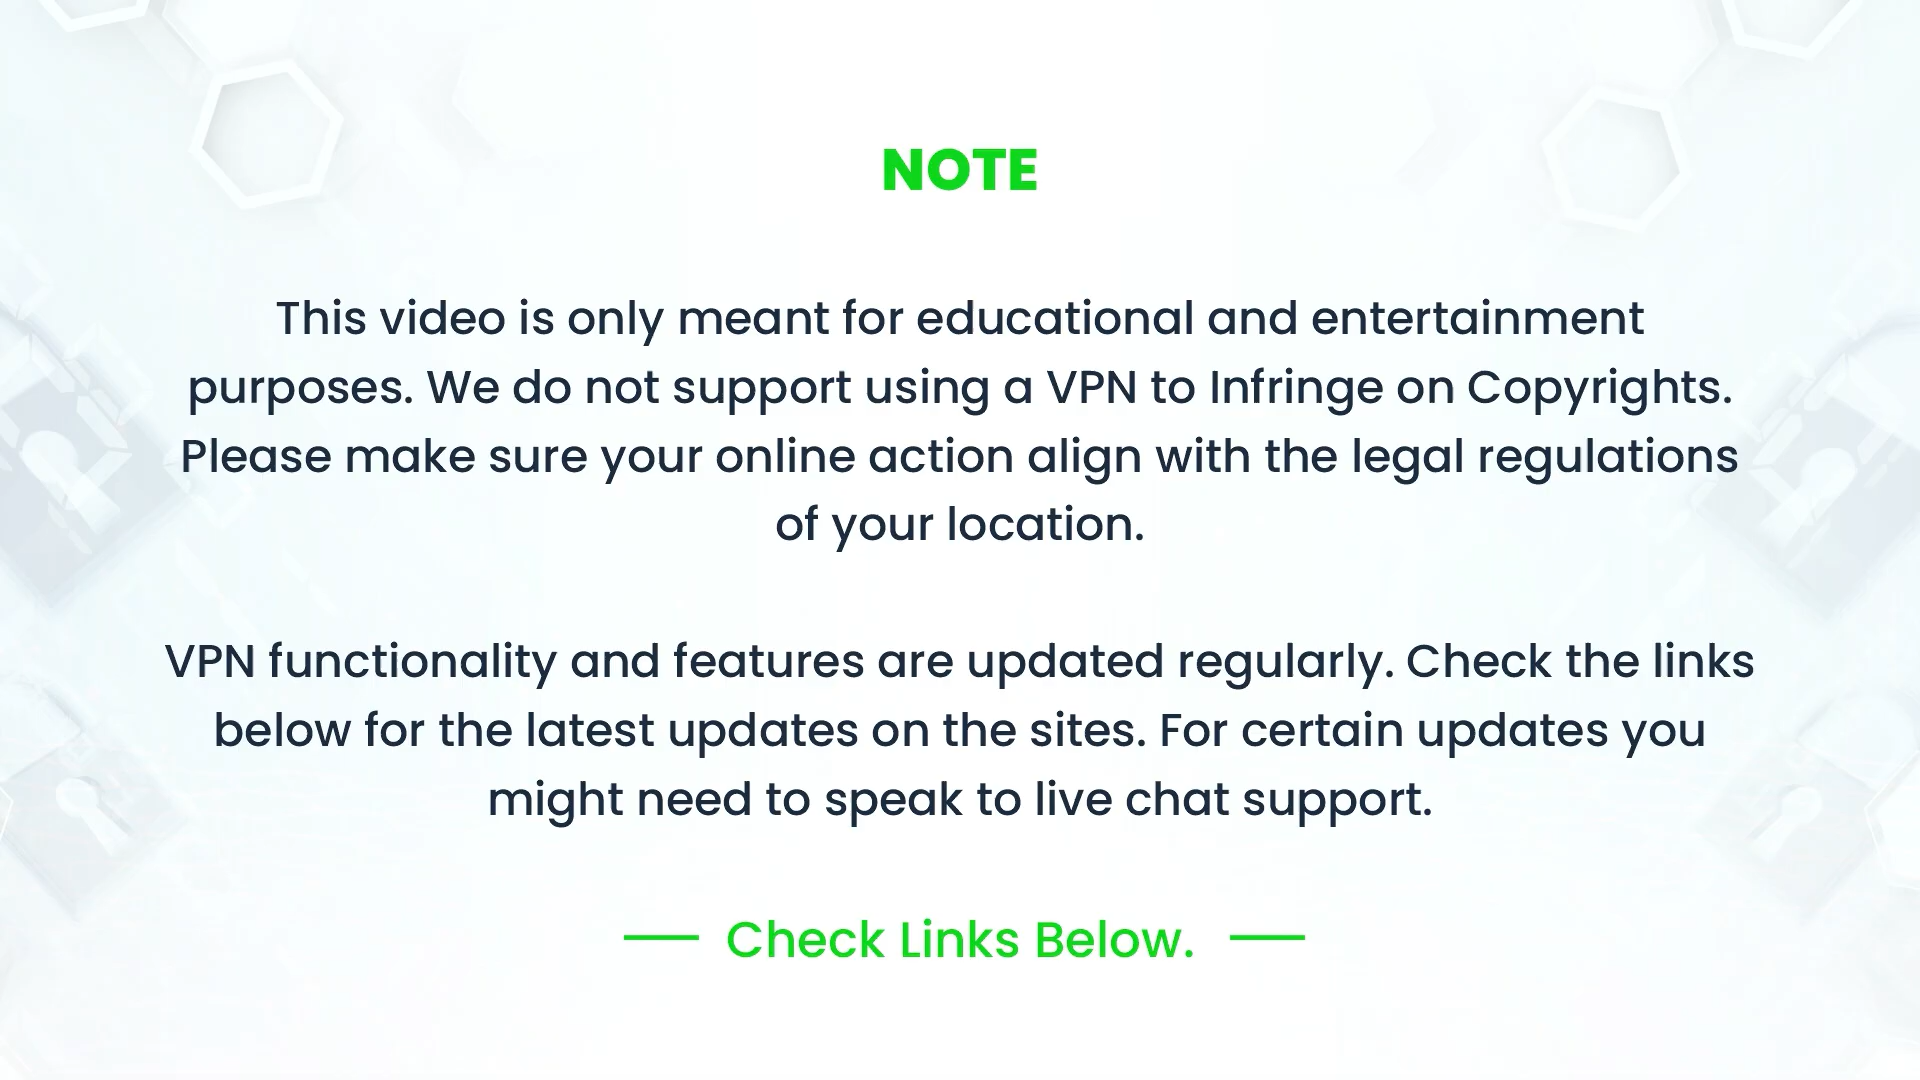 NOTE
This video is only meant for educational and entertainment
purposes. We do not support using a VPN to Infringe on Copyrights.
Please make sure your online action align with the legal regulations
of your location.
VPN functionality and features are updated regularly. Check the links
below for the latest updates on the sites. For certain updates you
might need to speak to live chat support.
Check Links Below.